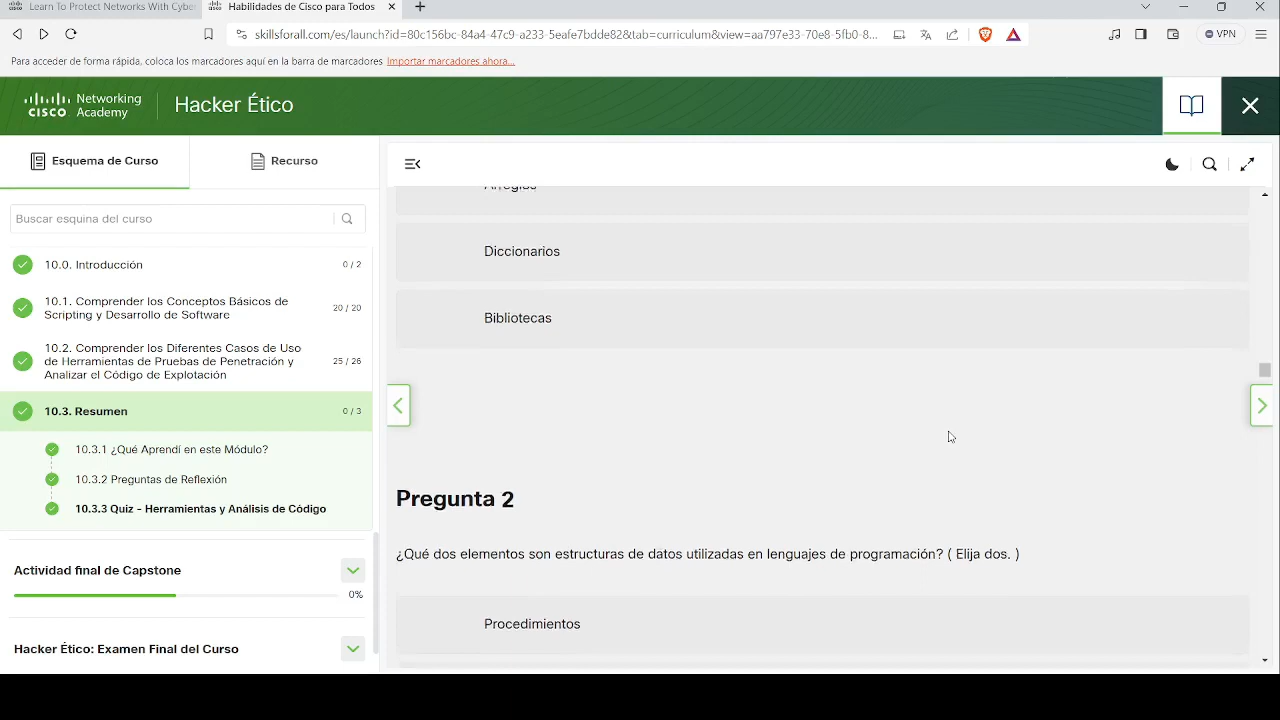 Learn To Protect Networks With Cyber
Habilidades de Cisco para Todos
skillsforall.com/es/launch?id=80c156bc-84a4-47c9-a233-5eafe7bdde82&tab=curriculum&view=aa797e33-70e8-5fb0-8...
VPN
Para acceder de forma rápida, coloca los marcadores aquí en la barra de marcadores Importar marcadores ahora...
cisco Networking Academy
Hacker Ético
Esquema de Curso
Recurso
Buscar esquina del curso
10.0. Introducción 0 / 2
10.1. Comprender los Conceptos Básicos de
Scripting y Desarrollo de Software 20 / 20
10.2. Comprender los Diferentes Casos de Uso
de Herramientas de Pruebas de Penetración y 25 / 26
Analizar el Código de Explotación
10.3. Resumen 0 / 3
10.3.1 ¿Qué Aprendí en este Módulo?
10.3.2 Preguntas de Reflexión
10.3.3 Quiz - Herramientas y Análisis de Código
Actividad final de Capstone
0%
Hacker Ético: Examen Final del Curso
Arreglos
Diccionarios
Bibliotecas
Pregunta 2
¿Qué dos elementos son estructuras de datos utilizadas en lenguajes de programación? ( Elija dos. )
Procedimientos